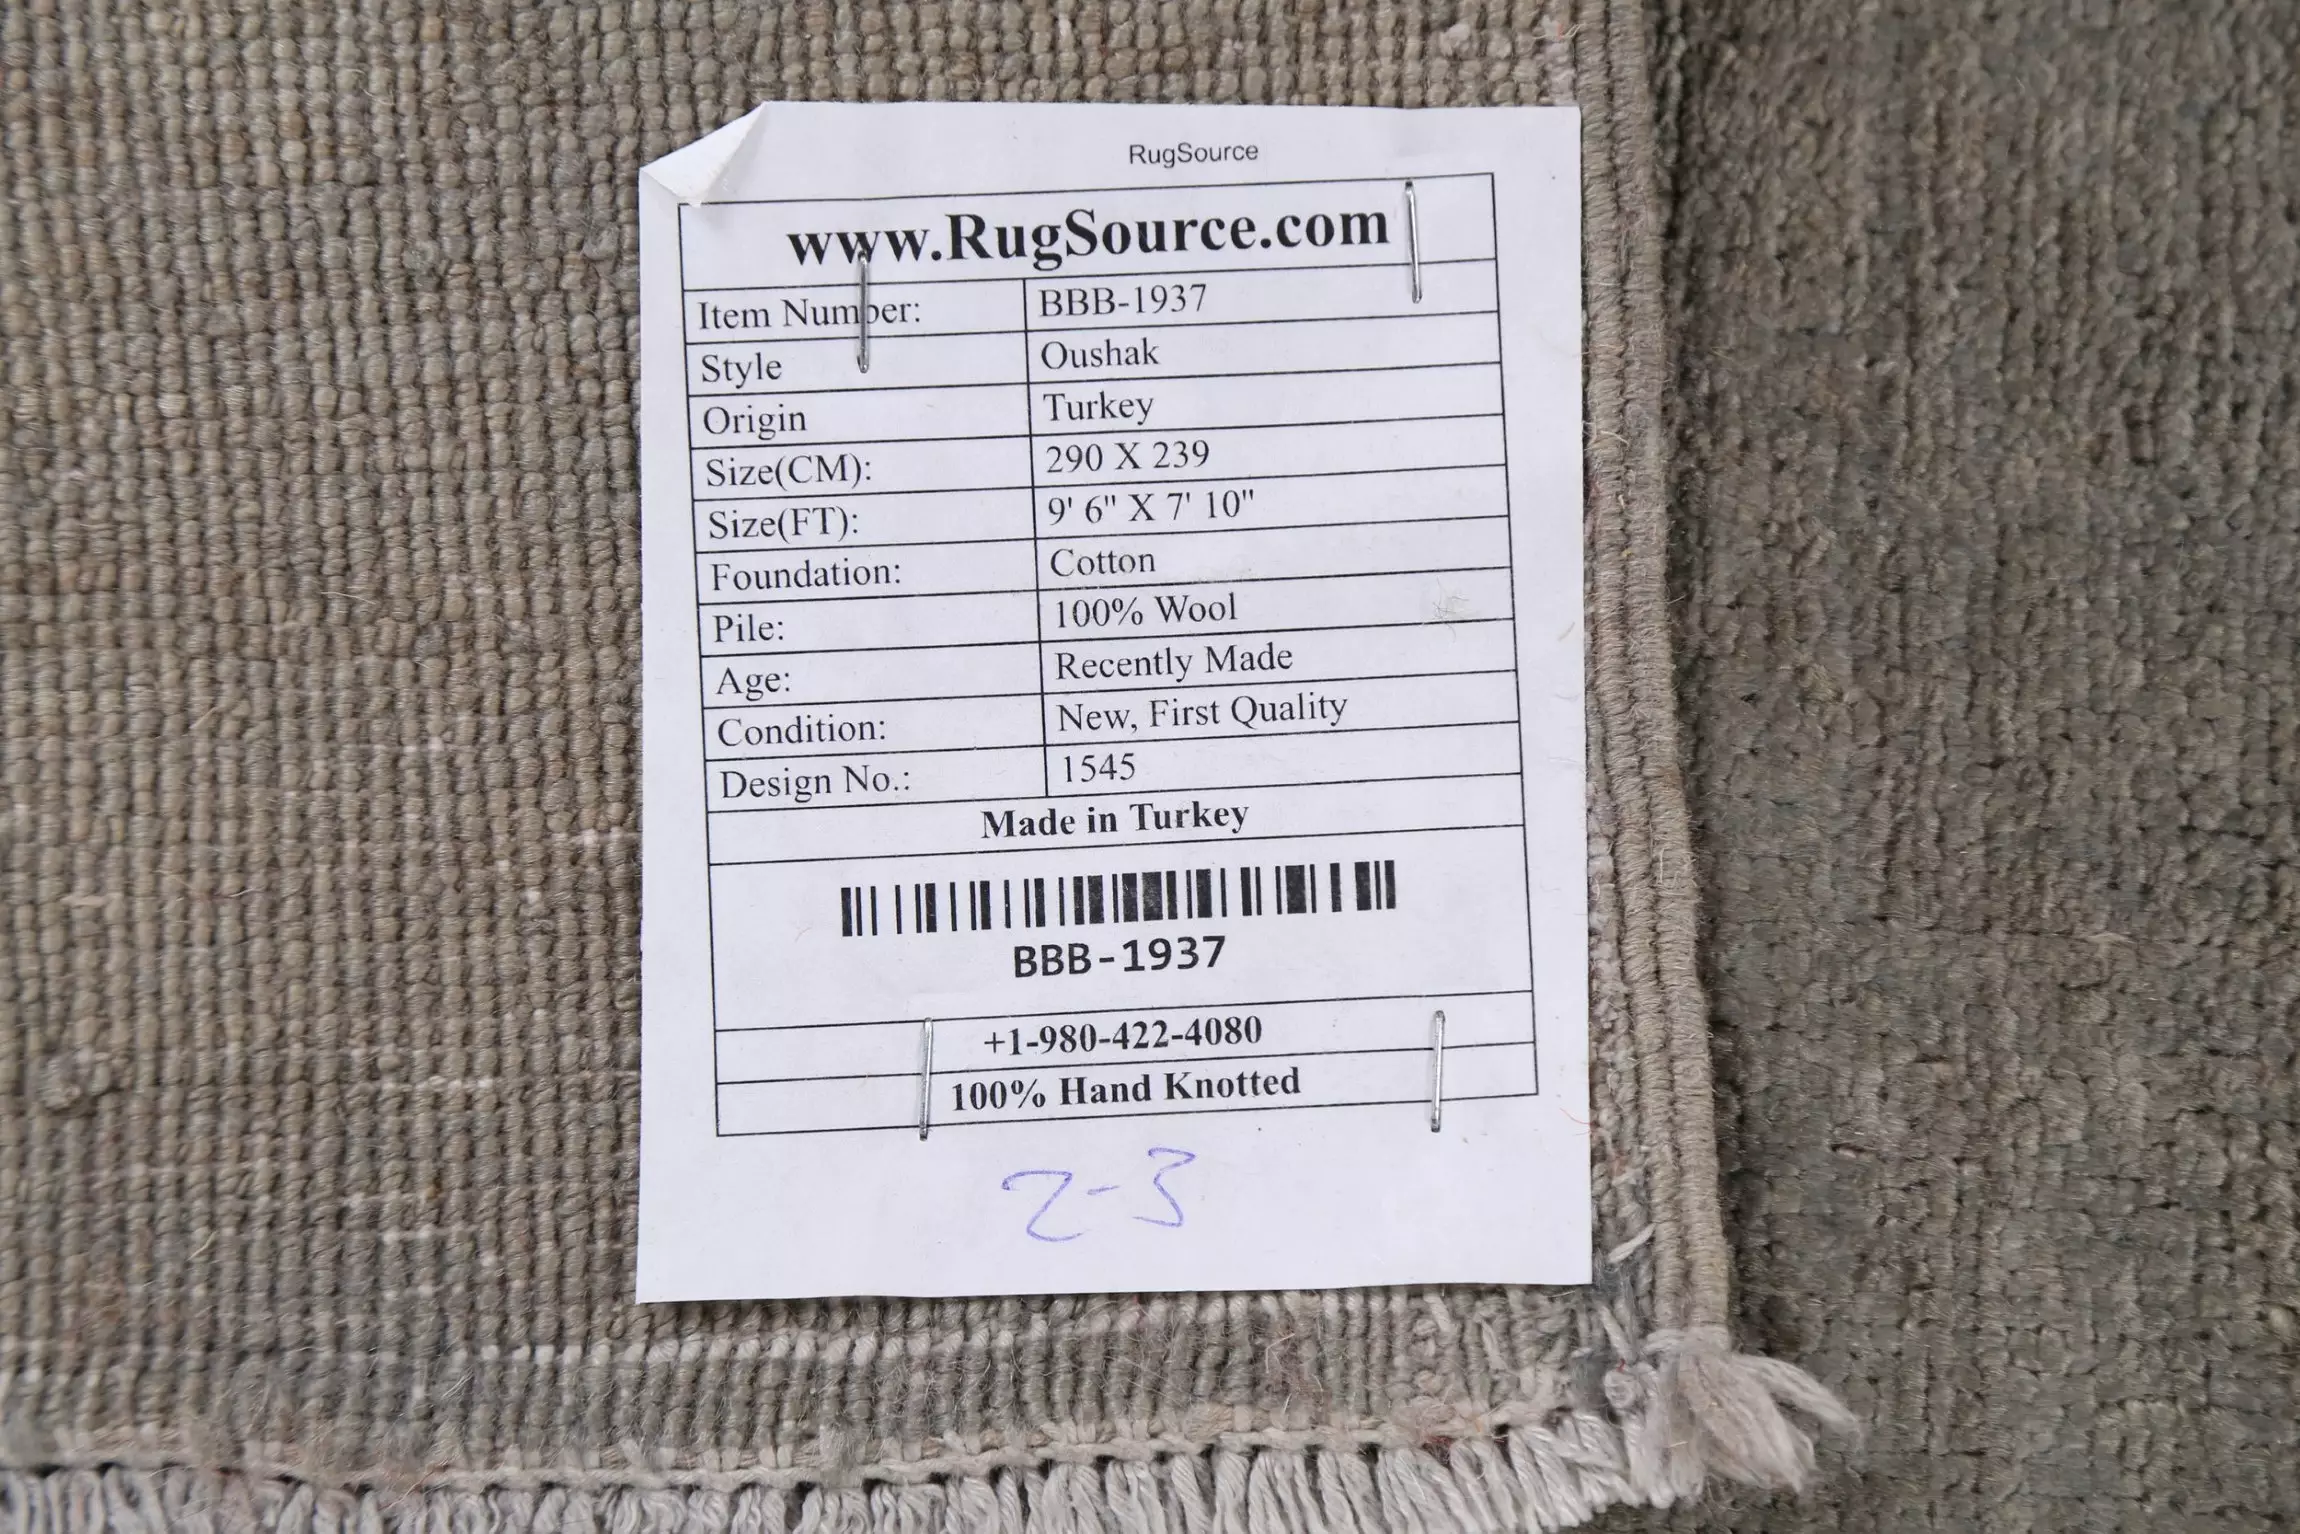 RugSource
www.RugSource.com
Item Number: BBB-1937
Style Oushak
Origin Turkey
Size(CM): 290 X 239
Size(FT): 9' 6" X 7' 10"
Foundation: Cotton
Pile: 100% Wool
Age: Recently Made
Condition: New, First Quality
Design No.: 1545
Made in Turkey
BBB-1937
+1-980-422-4080
100% Hand Knotted
2-3